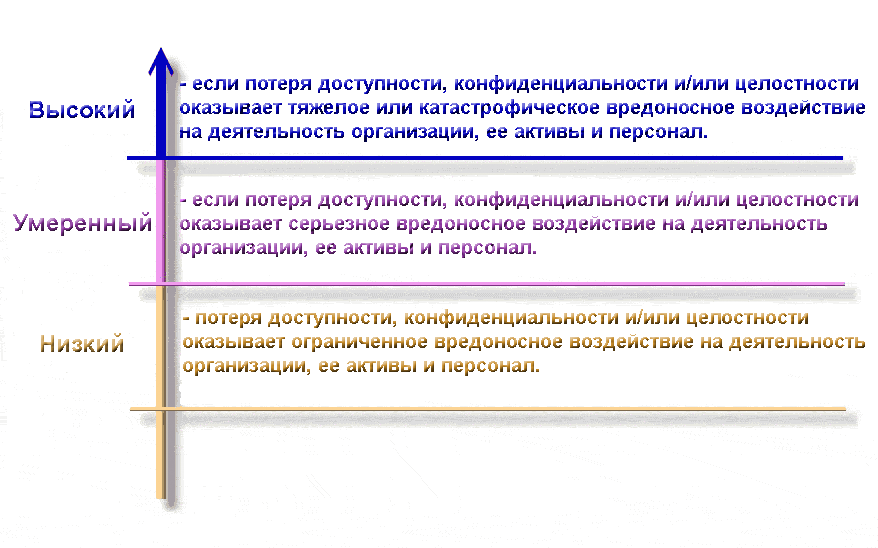 Высокий
- если потеря доступности, конфиденциальности и/или целостности
оказывает тяжелое или катастрофическое вредоносное воздействие
на деятельность организации, ее активы и персонал.
Умеренный
- если потеря доступности, конфиденциальности и/или целостности
оказывает серьезное вредоносное воздействие на деятельность
организации, ее активы и персонал.
Низкий
- потеря доступности, конфиденциальности и/или целостности
оказывает ограниченное вредоносное воздействие на деятельность
организации, ее активы и персонал.